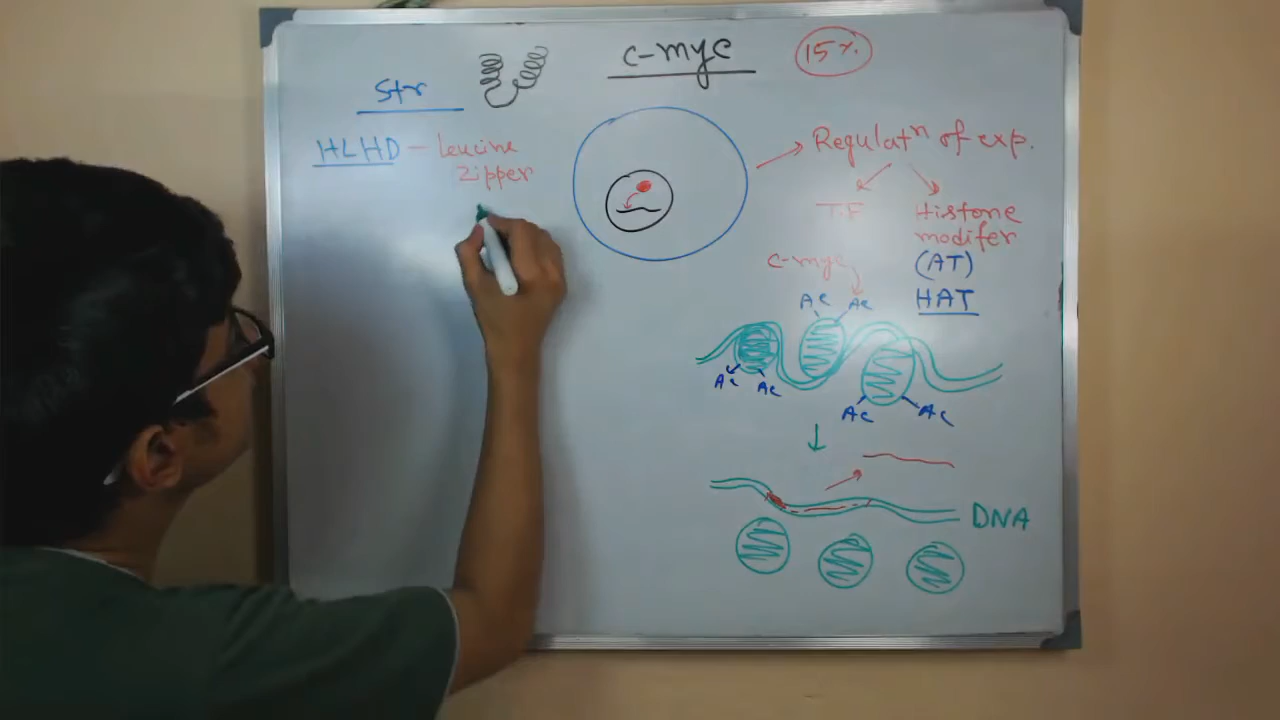 c-myc
15%
Str
HLHD - leucine
zipper
Regulatn of exp.
TF
Histone
modifer
(AT)
HAT
c-myc
Ac Ac
Ac Ac
Ac Ac
DNA